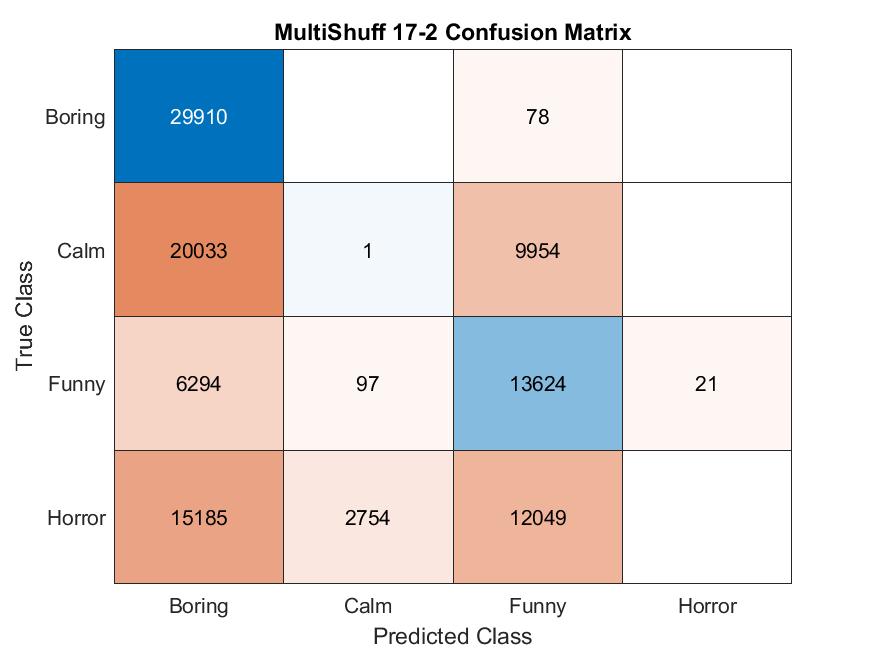 MultiShuff 17-2 Confusion Matrix
True Class
Boring 29910 78
Calm 20033 1 9954
Funny 6294 97 13624 21
Horror 15185 2754 12049
Boring Calm Funny Horror
Predicted Class